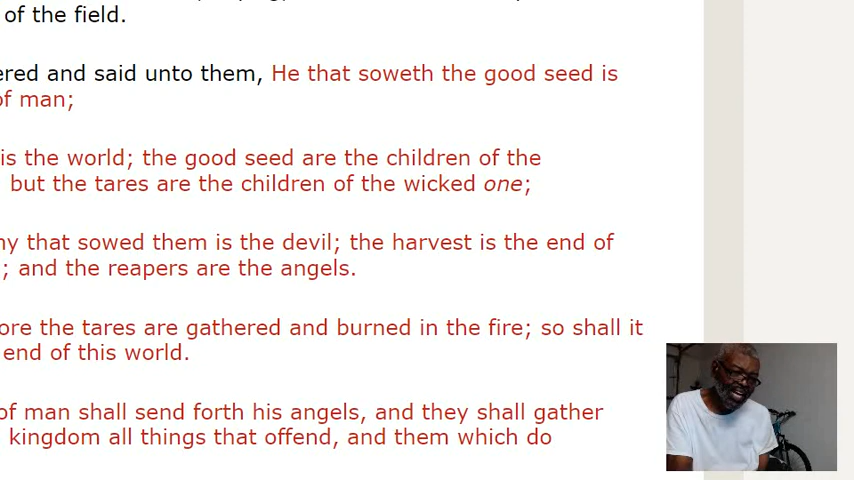 of the field.
ered and said unto them, He that soweth the good seed is
of man;
is the world; the good seed are the children of the
but the tares are the children of the wicked one;
ny that sowed them is the devil; the harvest is the end of
; and the reapers are the angels.
ore the tares are gathered and burned in the fire; so shall it
end of this world.
of man shall send forth his angels, and they shall gather
kingdom all things that offend, and them which do